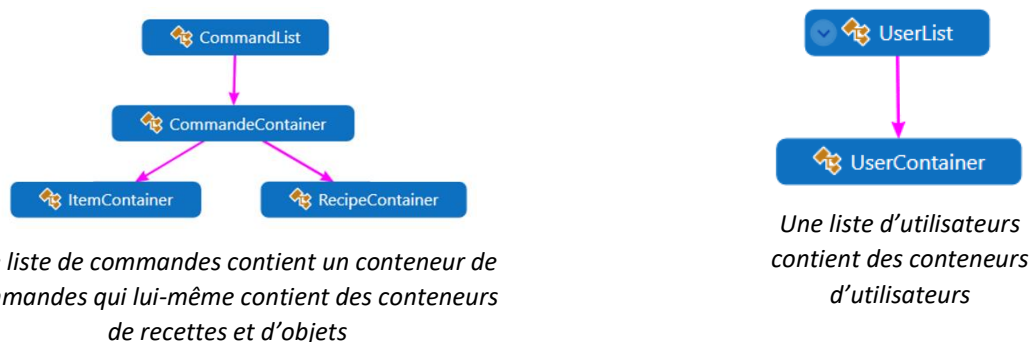 CommandList
CommandeContainer
ItemContainer
RecipeContainer
liste de commandes contient un conteneur de
mmandes qui lui-même contient des conteneurs
de recettes et d'objets
UserList
UserContainer
Une liste d'utilisateurs
contient des conteneurs
d'utilisateurs